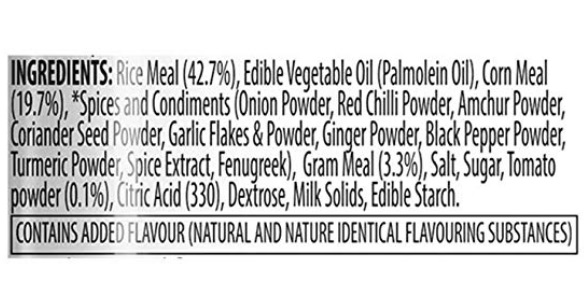 INGREDIENTS: Rice Meal (42.7%), Edible Vegetable Oil (Palmolein Oil), Corn Meal
(19.7%), *Spices and Condiments (Onion Powder, Red Chilli Powder, Amchur Powder,
Coriander Seed Powder, Garlic Flakes & Powder, Ginger Powder, Black Pepper Powder,
Turmeric Powder, Spice Extract, Fenugreek), Gram Meal (3.3%), Salt, Sugar, Tomato
powder (0.1%), Citric Acid (330), Dextrose, Milk Solids, Edible Starch.
CONTAINS ADDED FLAVOUR (NATURAL AND NATURE IDENTICAL FLAVOURING SUBSTANCES)